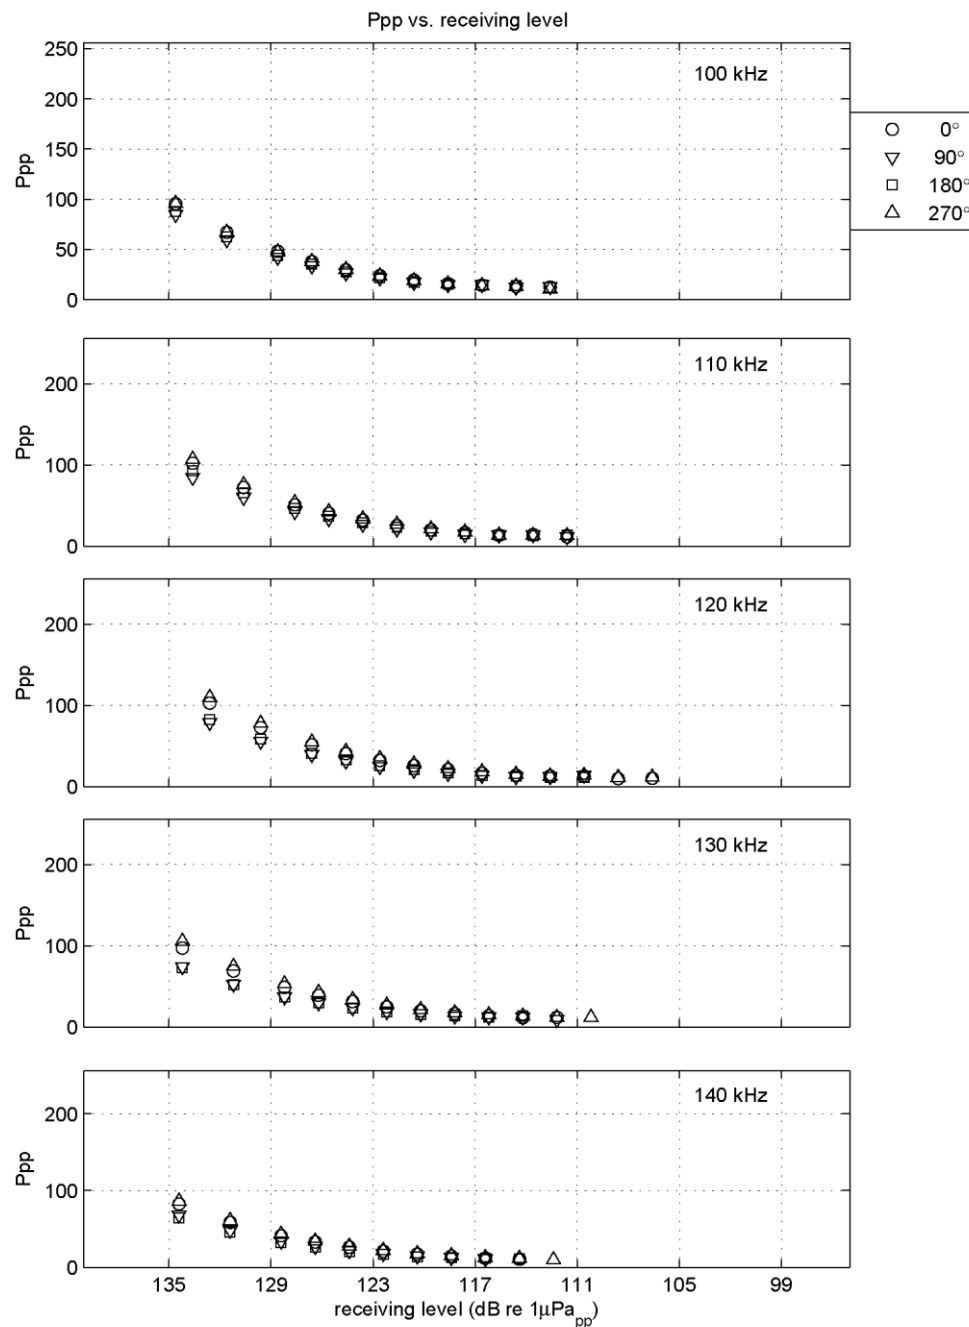 Ppp vs. receiving level
250
200
150
100
50
0
Ppp
100 kHz
0°
90°
180°
270°
200
100
0
Ppp
110 kHz
200
100
0
Ppp
120 kHz
200
100
0
Ppp
130 kHz
200
100
0
Ppp
140 kHz
135 129 123 117 111 105 99
receiving level (dB re 1μPapp)